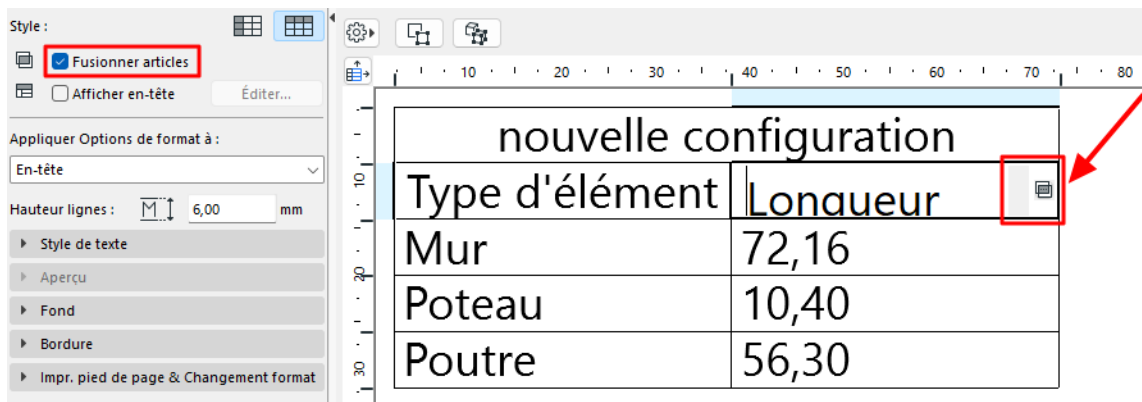 Style :
Fusionner articles
Afficher en-tête Éditer...
Appliquer Options de format à :
En-tête
Hauteur lignes : M 6,00 mm
Style de texte
Aperçu
Fond
Bordure
Impr. pied de page & Changement format
10 20 30 40 50 60 70 80
10
20
30
nouvelle configuration
Type d'élément Longueur
Mur 72,16
Poteau 10,40
Poutre 56,30